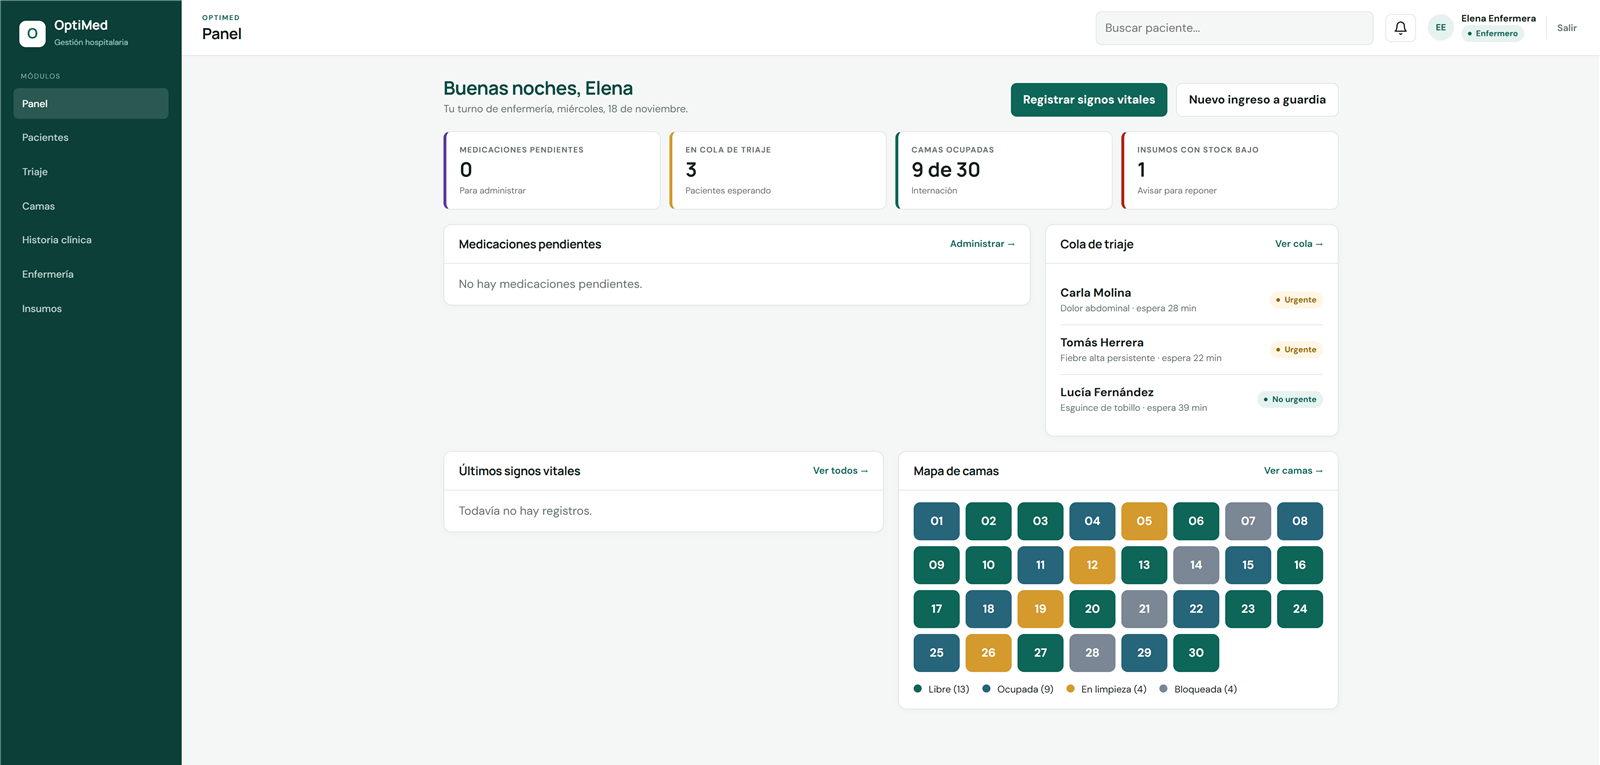 O
OptiMed
Gestión hospitalaria
MÓDULOS
Panel
Pacientes
Triaje
Camas
Historia clínica
Enfermería
Insumos
OPTIMED
Panel
Buscar paciente...
EE
Elena Enfermera
• Enfermero
Salir
Buenas noches, Elena
Tu turno de enfermería, miércoles, 18 de noviembre.
Registrar signos vitales
Nuevo ingreso a guardia
MEDICACIONES PENDIENTES
0
Para administrar
EN COLA DE TRIAJE
3
Pacientes esperando
CAMAS OCUPADAS
9 de 30
Internación
INSUMOS CON STOCK BAJO
1
Avisar para reponer
Medicaciones pendientes
Administrar →
No hay medicaciones pendientes.
Cola de triaje
Ver cola →
Carla Molina
Dolor abdominal · espera 28 min
• Urgente
Tomás Herrera
Fiebre alta persistente · espera 22 min
• Urgente
Lucía Fernández
Esguince de tobillo · espera 39 min
• No urgente
Últimos signos vitales
Ver todos →
Todavía no hay registros.
Mapa de camas
Ver camas →
01 02 03 04 05 06 07 08
09 10 11 12 13 14 15 16
17 18 19 20 21 22 23 24
25 26 27 28 29 30
Libre (13) Ocupada (9) En limpieza (4) Bloqueada (4)